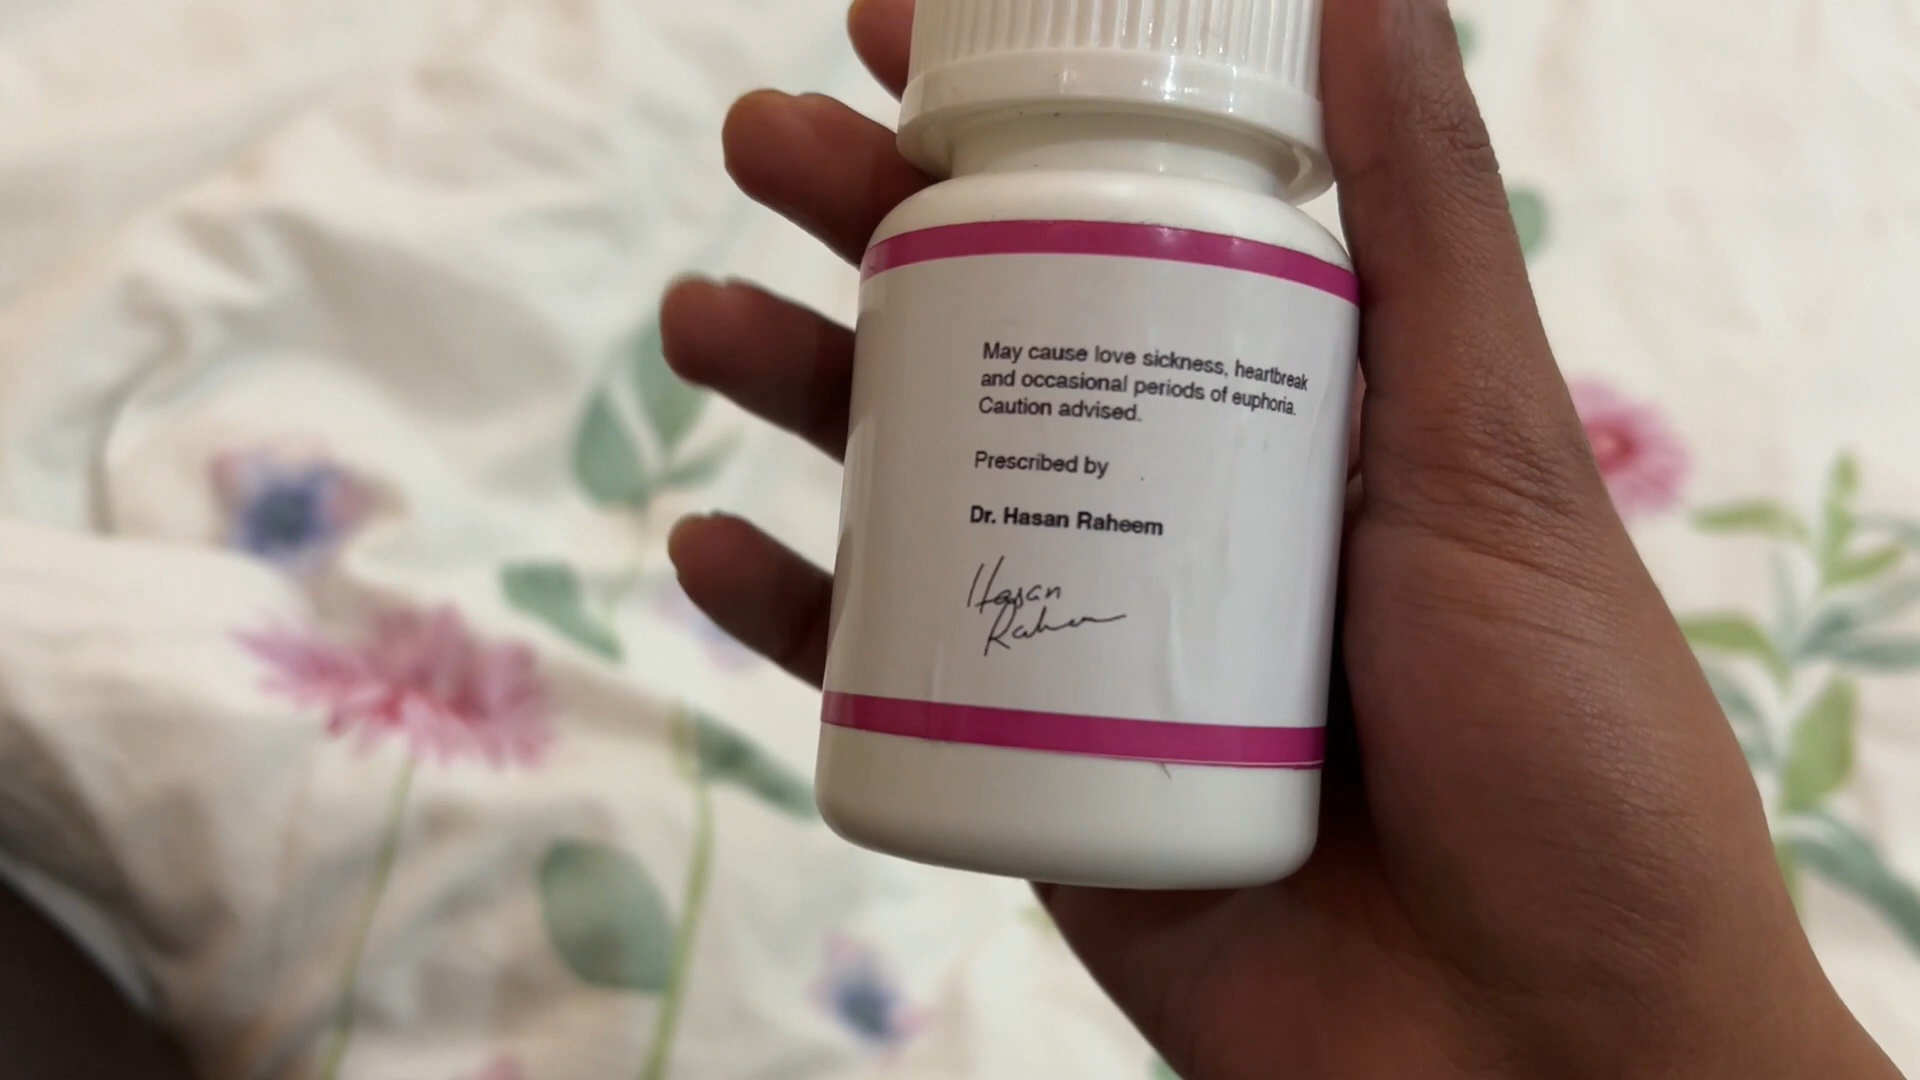 May cause love sickness, heartbreak
and occasional periods of euphoria.
Caution advised.
Prescribed by
Dr. Hasan Raheem
Hasan
Raheem